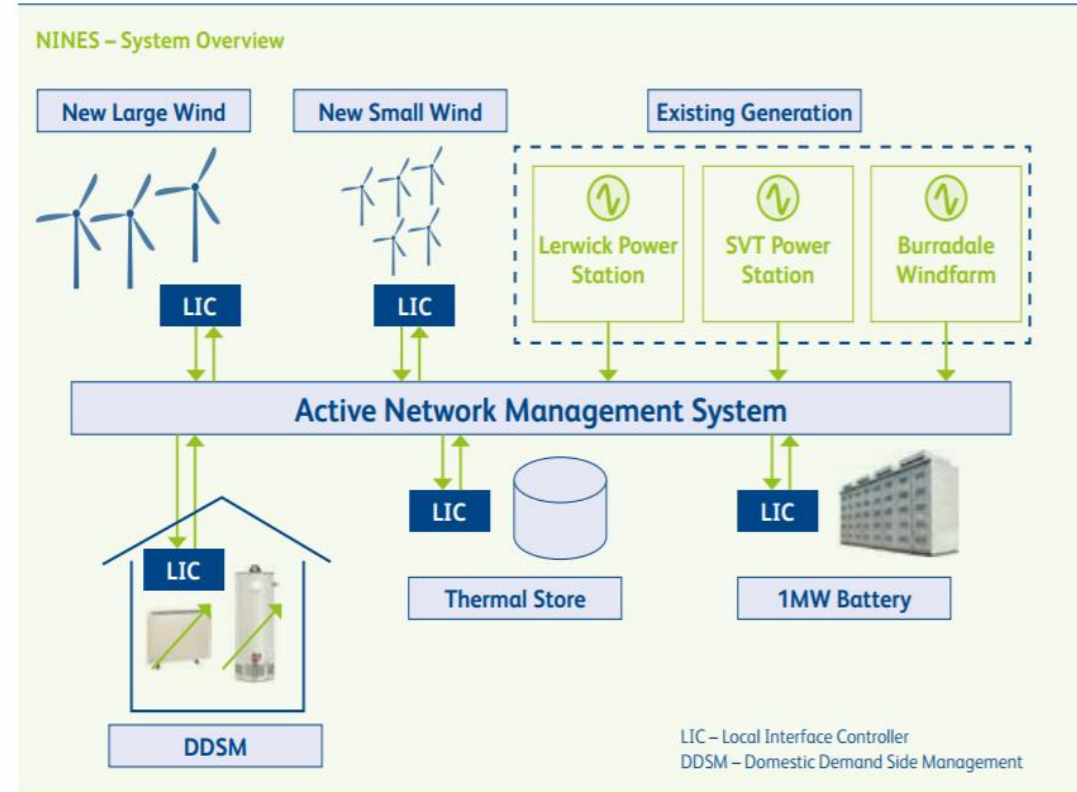 NINES – System Overview
New Large Wind
New Small Wind
Existing Generation
Lerwick Power
Station
SVT Power
Station
Burradale
Windfarm
LIC
LIC
Active Network Management System
LIC
LIC
LIC
Thermal Store
1MW Battery
DDSM
LIC – Local Interface Controller
DDSM – Domestic Demand Side Management